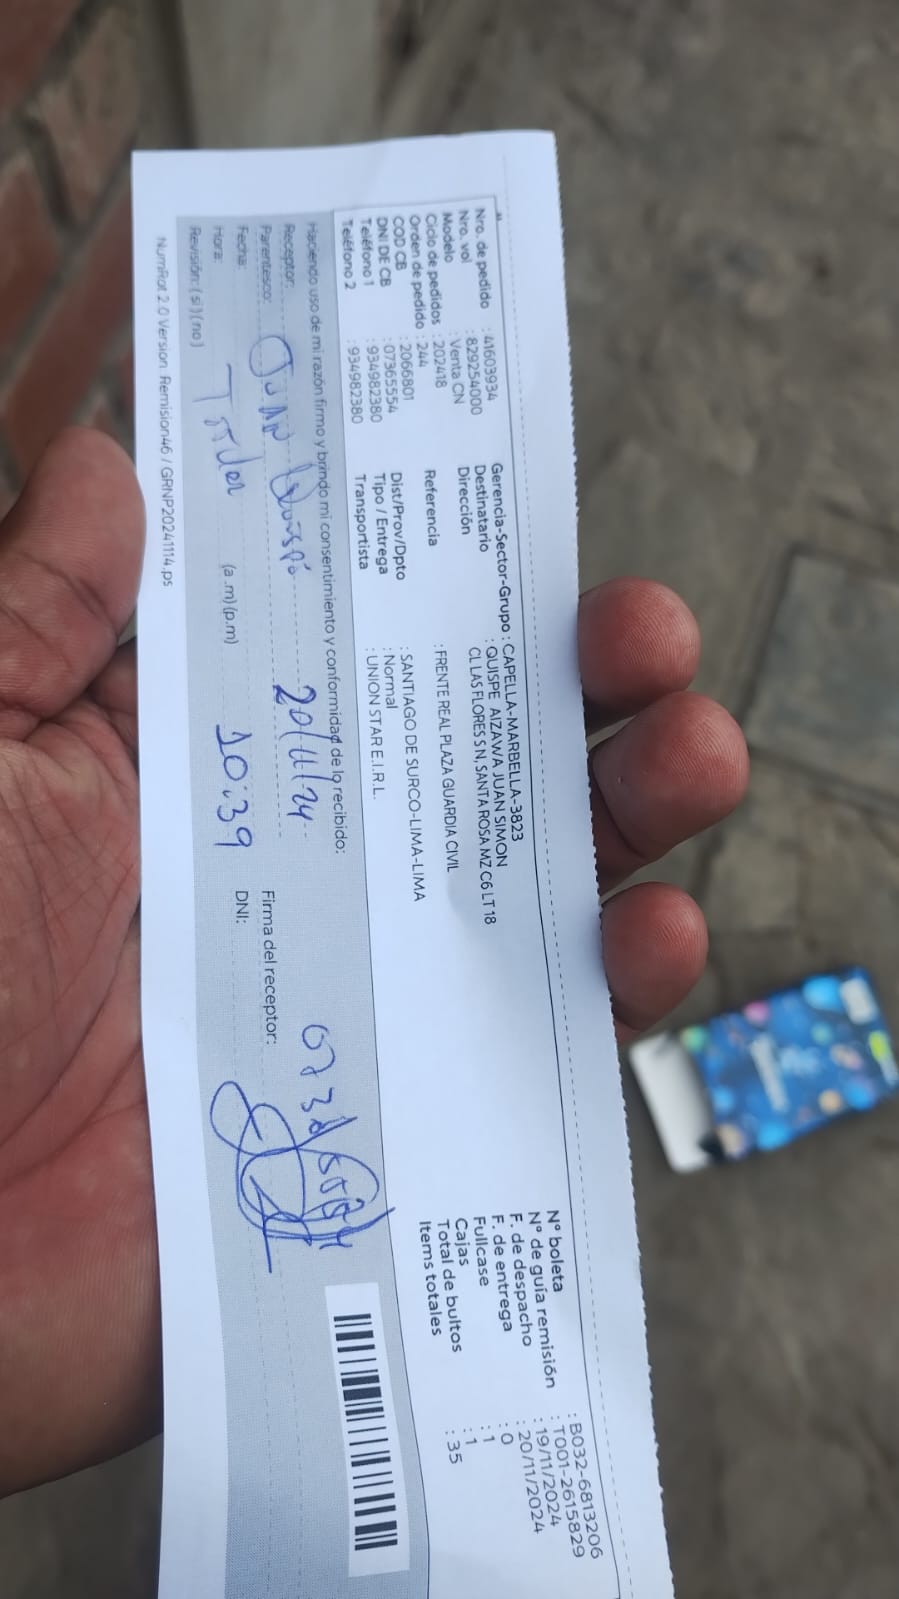 Nro. de pedido : 41603934
Nro. vol : 829254000
Modelo : Venta CN
Ciclo de pedidos : 202418
Orden de pedido : 244
COD CB : 2066801
DNI DE CB : 07365554
Teléfono 1 : 934982380
Teléfono 2 : 934982380
Gerencia-Sector-Grupo : CAPELLA-MARBELLA-3823
Destinatario : QUISPE AIZAWA JUAN SIMON
Dirección CL LAS FLORES S N, SANTA ROSA MZ C6 LT 18
Referencia : FRENTE REAL PLAZA GUARDIA CIVIL
Dist/Prov/Dpto : SANTIAGO DE SURCO-LIMA-LIMA
Tipo / Entrega : Normal
Transportista : UNION STAR E.I.R.L.
N° boleta : B032-6813206
N° de guía remisión : T001-2615829
F. de despacho : 19/11/2024
F. de entrega : 20/11/2024
Fullcase : 0
Cajas : 1
Total de bultos : 1
Items totales : 35
Haciendo uso de mi razón firmo y brindo mi consentimiento y conformidad de lo recibido:
Receptor: Juan Quispe
Parentesco: Titular
Fecha: 20/11/24
Hora: (a.m) (p.m) 10:39
Revisión: (si) (no)
Firma del receptor:
DNI:
NumRot 2.0 Version Remision46 / GRNP20241114.ps